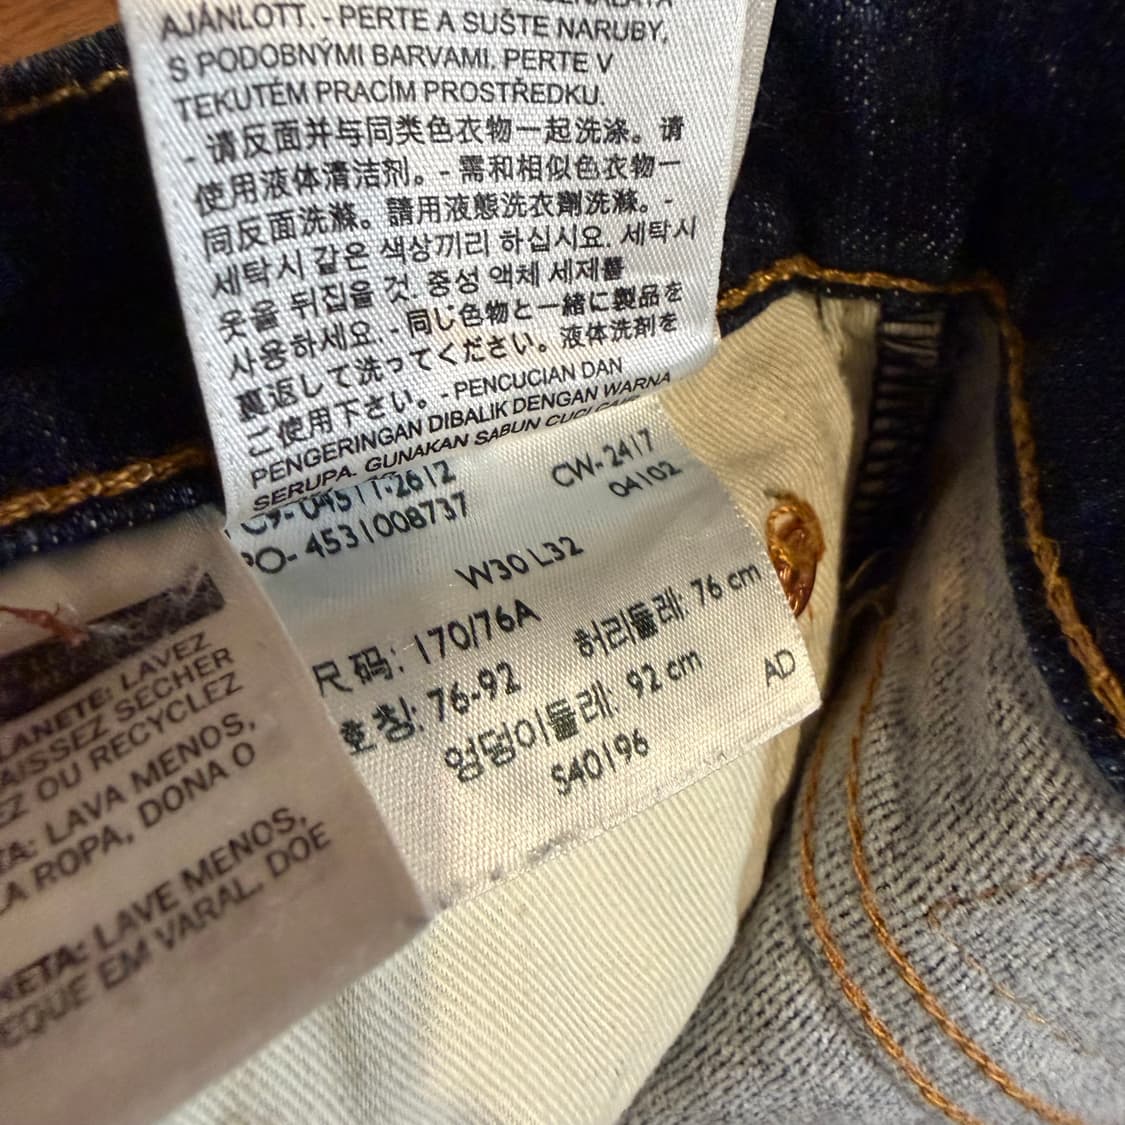 AJÁNLOTT. - PERTE A SUŠTE NARUBY,
S PODOBNÝMI BARVAMI. PERTE V
TEKUTÉM PRACÍM PROSTŘEDKU.
- 请反面并与同类色衣物一起洗涤。请
使用液体清洁剂。- 需和相似色衣物一
同反面洗滌。請用液態洗衣劑洗滌。-
세탁시 같은 색상끼리 하십시요. 세탁시
옷을 뒤집을 것. 중성 액체 세제를
사용하세요. - 同じ色物と一緒に製品を
裏返して洗ってください。液体洗剤を
ご使用下さい。- PENCUCIAN DAN
PENGERINGAN DIBALIK DENGAN WARNA
SERUPA. GUNAKAN SABUN CUCI
C9- 04511-2612 CW-2417
PO- 4531008737 04102
W30 L32
尺码: 170/76A
호칭: 76-92 허리둘레: 76 cm
엉덩이둘레: 92 cm
S40196 AD
LAVEZ
SÉCHER
OU RECYCLEZ
LAVA MENOS,
LA ROPA, DONA O
LAVE MENOS,
SEQUE EM VARAL, DOE